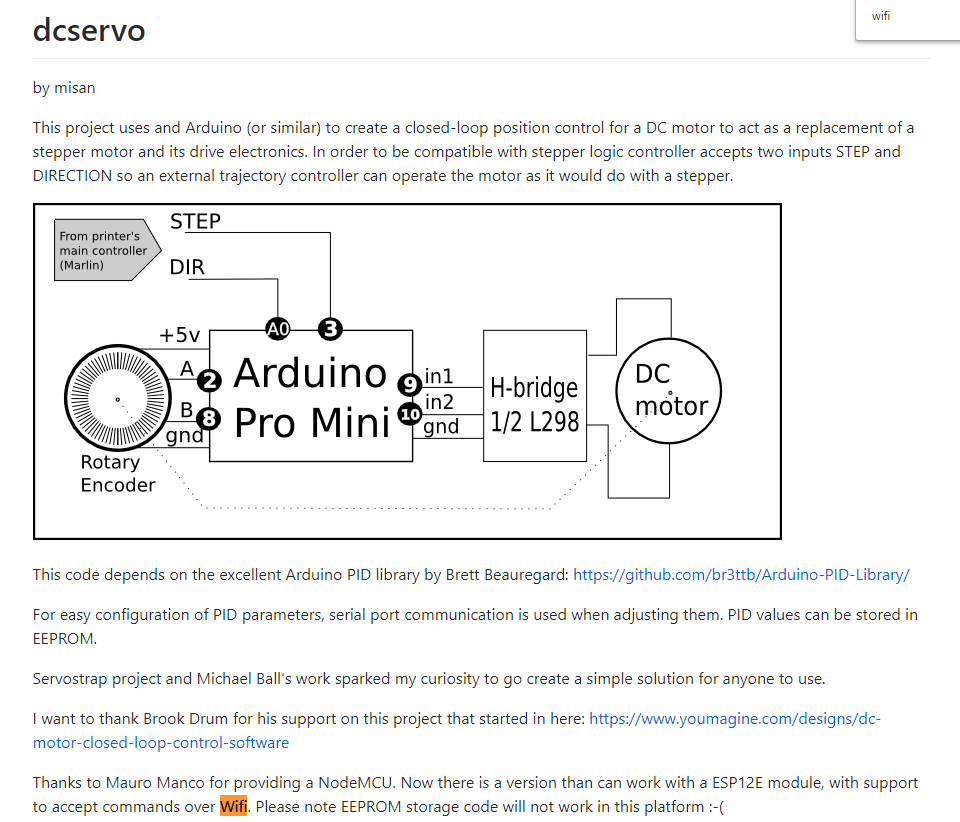 dcservo
wifi
by misan
This project uses and Arduino (or similar) to create a closed-loop position control for a DC motor to act as a replacement of a
stepper motor and its drive electronics. In order to be compatible with stepper logic controller accepts two inputs STEP and
DIRECTION so an external trajectory controller can operate the motor as it would do with a stepper.
From printer's
main controller
(Marlin)
STEP
DIR
A0
3
+5v
A
2
B
8
gnd
Rotary
Encoder
Arduino
Pro Mini
9
in1
10
in2
gnd
H-bridge
1/2 L298
DC
motor
This code depends on the excellent Arduino PID library by Brett Beauregard: https://github.com/br3ttb/Arduino-PID-Library/
For easy configuration of PID parameters, serial port communication is used when adjusting them. PID values can be stored in
EEPROM.
Servostrap project and Michael Ball's work sparked my curiosity to go create a simple solution for anyone to use.
I want to thank Brook Drum for his support on this project that started in here: https://www.youmagine.com/designs/dc-
motor-closed-loop-control-software
Thanks to Mauro Manco for providing a NodeMCU. Now there is a version than can work with a ESP12E module, with support
to accept commands over Wifi. Please note EEPROM storage code will not work in this platform :-(